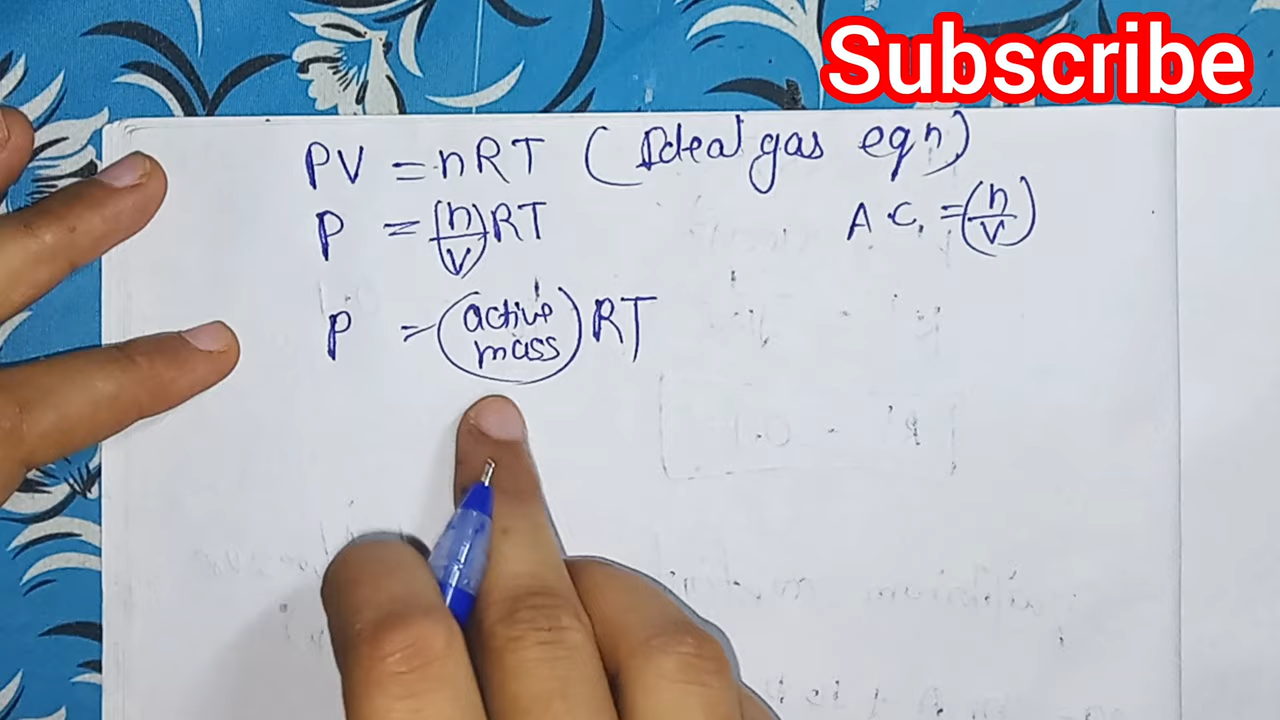 Subscribe
PV = nRT (Ideal gas eqn)
P = (n/V)RT
A.C. = (n/V)
P = (active mass) RT